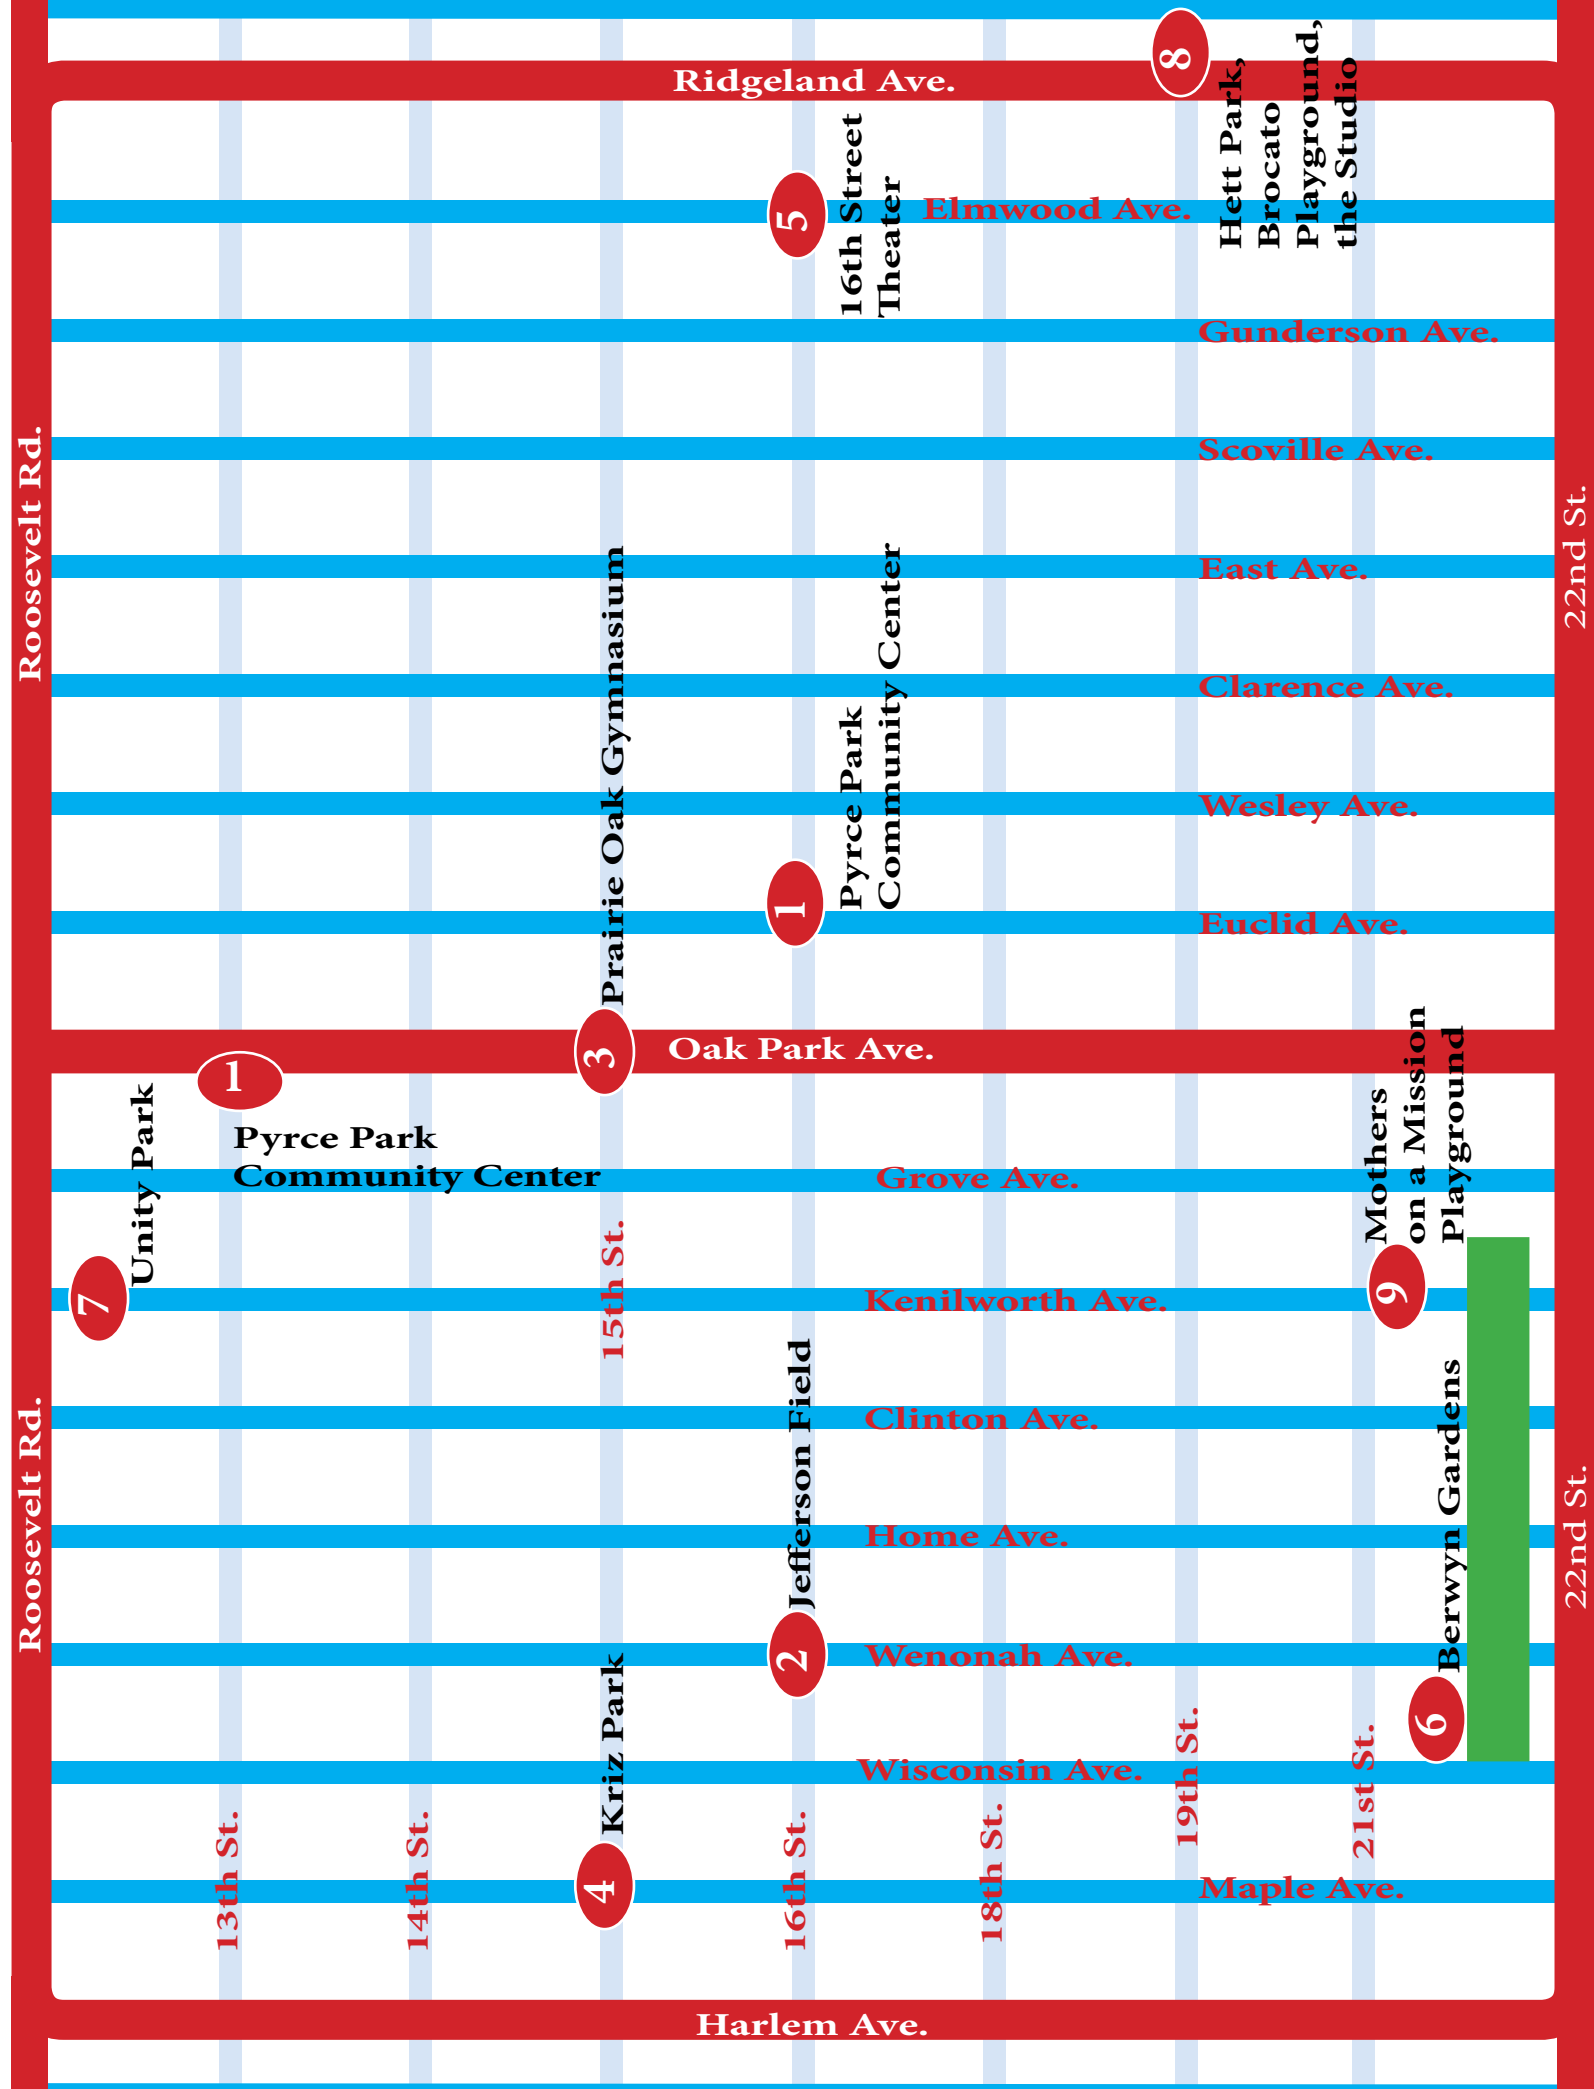 8
Ridgeland Ave.
Hett Park,
Brocato
Playground,
the Studio
5
16th Street
Theater
Elmwood Ave.
Gunderson Ave.
Roosevelt Rd.
Scoville Ave.
22nd St.
East Ave.
Clarence Ave.
Wesley Ave.
1
Pyrce Park
Community Center
Euclid Ave.
3
Prairie Oak Gymnasium
Oak Park Ave.
1
Pyrce Park
Community Center
7
Unity Park
Grove Ave.
15th St.
Kenilworth Ave.
9
Mothers
on a Mission
Playground
Clinton Ave.
Roosevelt Rd.
22nd St.
Home Ave.
2
Jefferson Field
Wenonah Ave.
6
Berwyn Gardens
Wisconsin Ave.
4
Kriz Park
13th St.
14th St.
16th St.
18th St.
19th St.
21st St.
Maple Ave.
Harlem Ave.